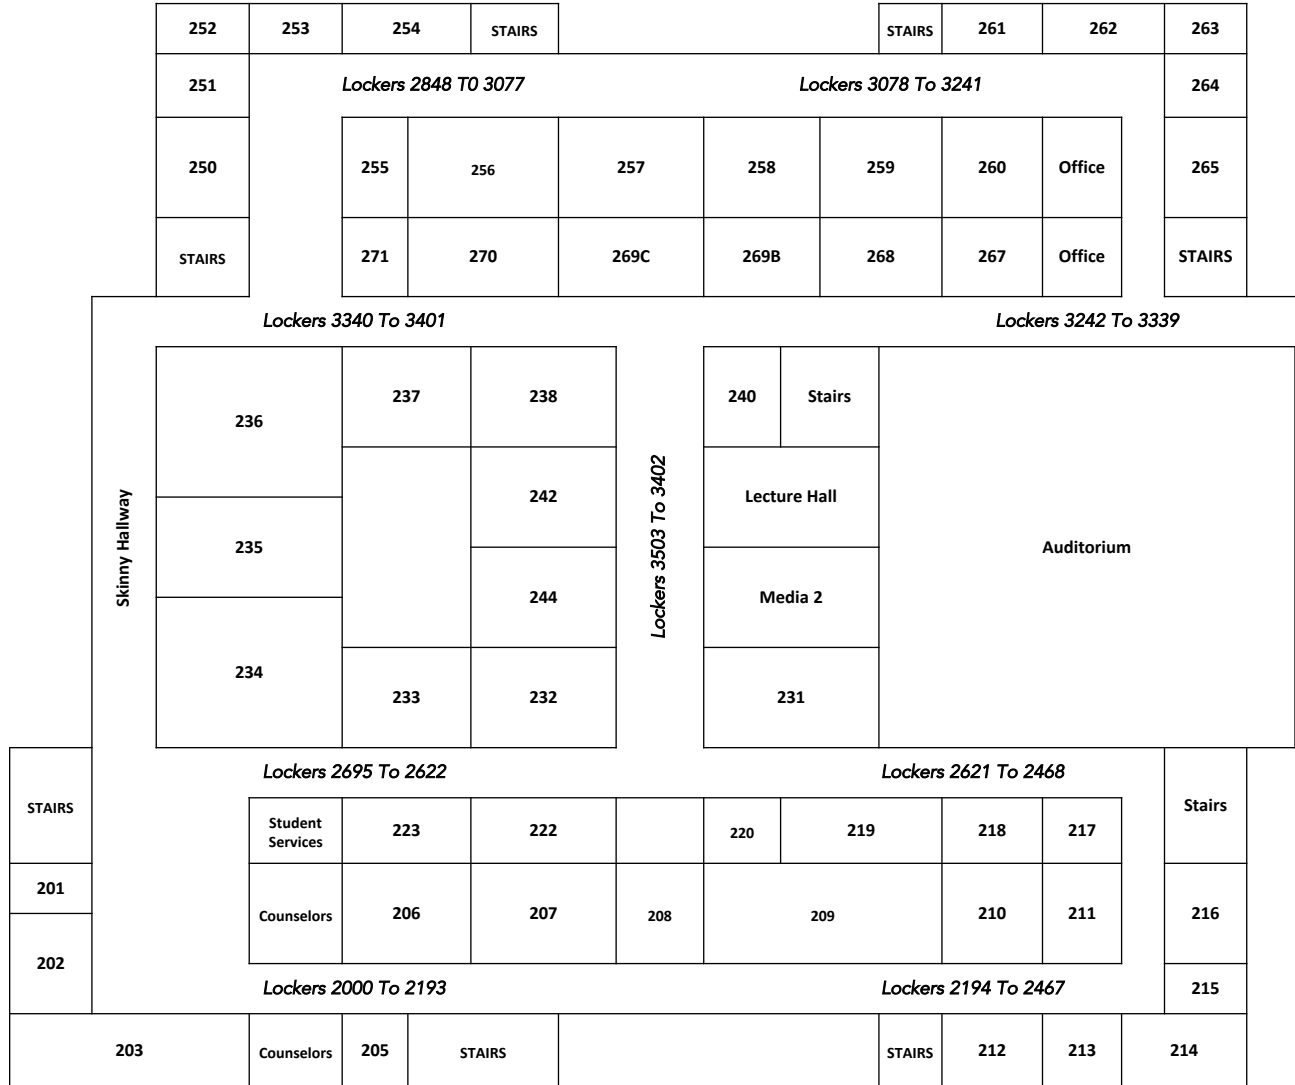 252 253 254 STAIRS STAIRS 261 262 263
251 Lockers 2848 T0 3077 Lockers 3078 To 3241 264
250 255 256 257 258 259 260 Office 265
STAIRS 271 270 269C 269B 268 267 Office STAIRS
Lockers 3340 To 3401 Lockers 3242 To 3339
236 237 238 240 Stairs
242 Lecture Hall
Skinny Hallway 235 Lockers 3503 To 3402 Auditorium
244 Media 2
234 233 232 231
Lockers 2695 To 2622 Lockers 2621 To 2468
STAIRS Student 223 222 220 219 218 217 Stairs
Services
201
Counselors 206 207 208 209 210 211 216
202
Lockers 2000 To 2193 Lockers 2194 To 2467 215
203 Counselors 205 STAIRS STAIRS 212 213 214